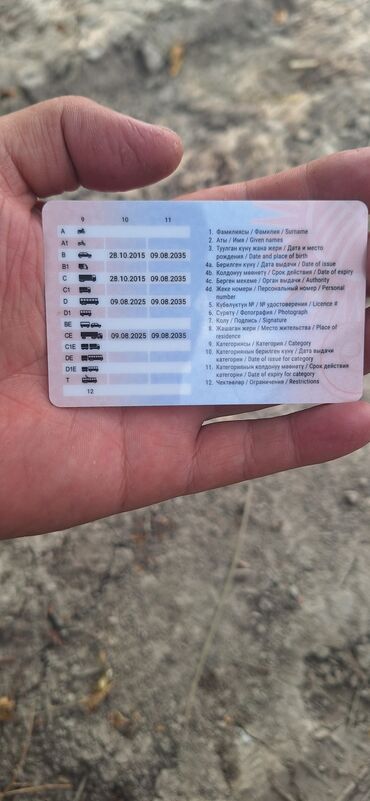 9 10 11
A
A1
B 28.10.2015 09.08.2035
B1
C 28.10.2015 09.08.2035
C1
D 09.08.2025 09.08.2035
D1
BE
CE 09.08.2025 09.08.2035
C1E
DE
D1E
T
12
1. Фамилиясы / Фамилия / Surname
2. Аты / Имя / Given names
3. Туулган күнү жана жери / Дата и место
рождения / Date and place of birth
4a. Берилген күнү / Дата выдачи / Date of issue
4b. Колдонуу мөөнөтү / Срок действия / Date of expiry
4c. Берген мекеме / Орган выдачи / Authority
4d. Жеке номери / Персональный номер / Personal
number
5. Күбөлүктүн № / № удостоверения / Licence #
6. Сүрөтү / Фотография / Photograph
7. Колу / Подпись / Signature
8. Жашаган жери / Место жительства / Place of
residence
9. Категориясы / Категория / Category
10. Категориянын берилген күнү / Дата выдачи
категории / Date of issue for category
11. Категориянын колдонуу мөөнөтү / Срок действия
категории / Date of expiry for category
12. Чектөөлөр / Ограничения / Restrictions